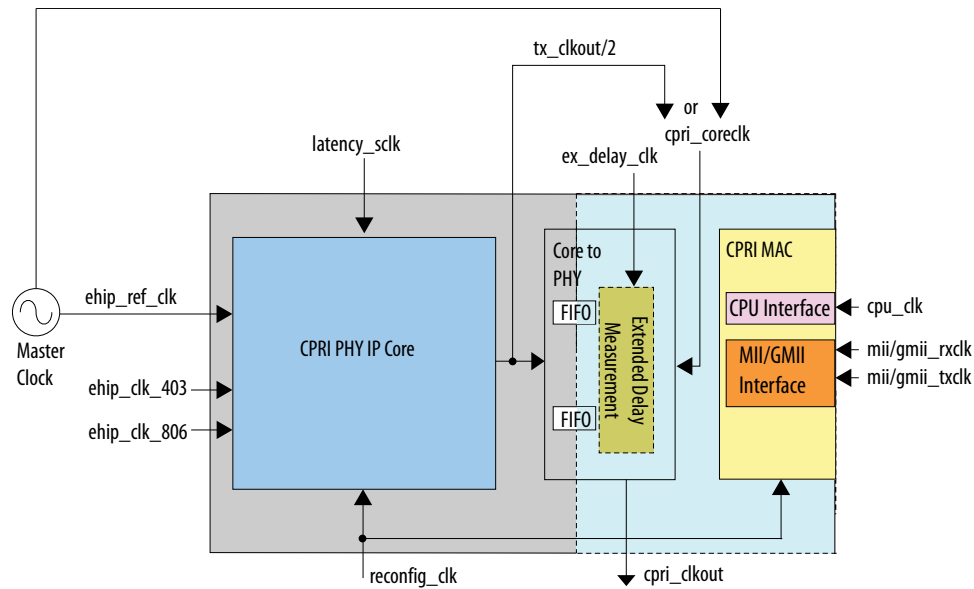 tx_clkout/2
or
cpri_coreclk
latency_sclk
ex_delay_clk
Core to
PHY
CPRI MAC
ehip_ref_clk
FIFO
CPU Interface
cpu_clk
Master
Clock
CPRI PHY IP Core
Extended Delay
Measurement
MII/GMII
Interface
mii/gmii_rxclk
mii/gmii_txclk
ehip_clk_403
FIFO
ehip_clk_806
reconfig_clk
cpri_clkout